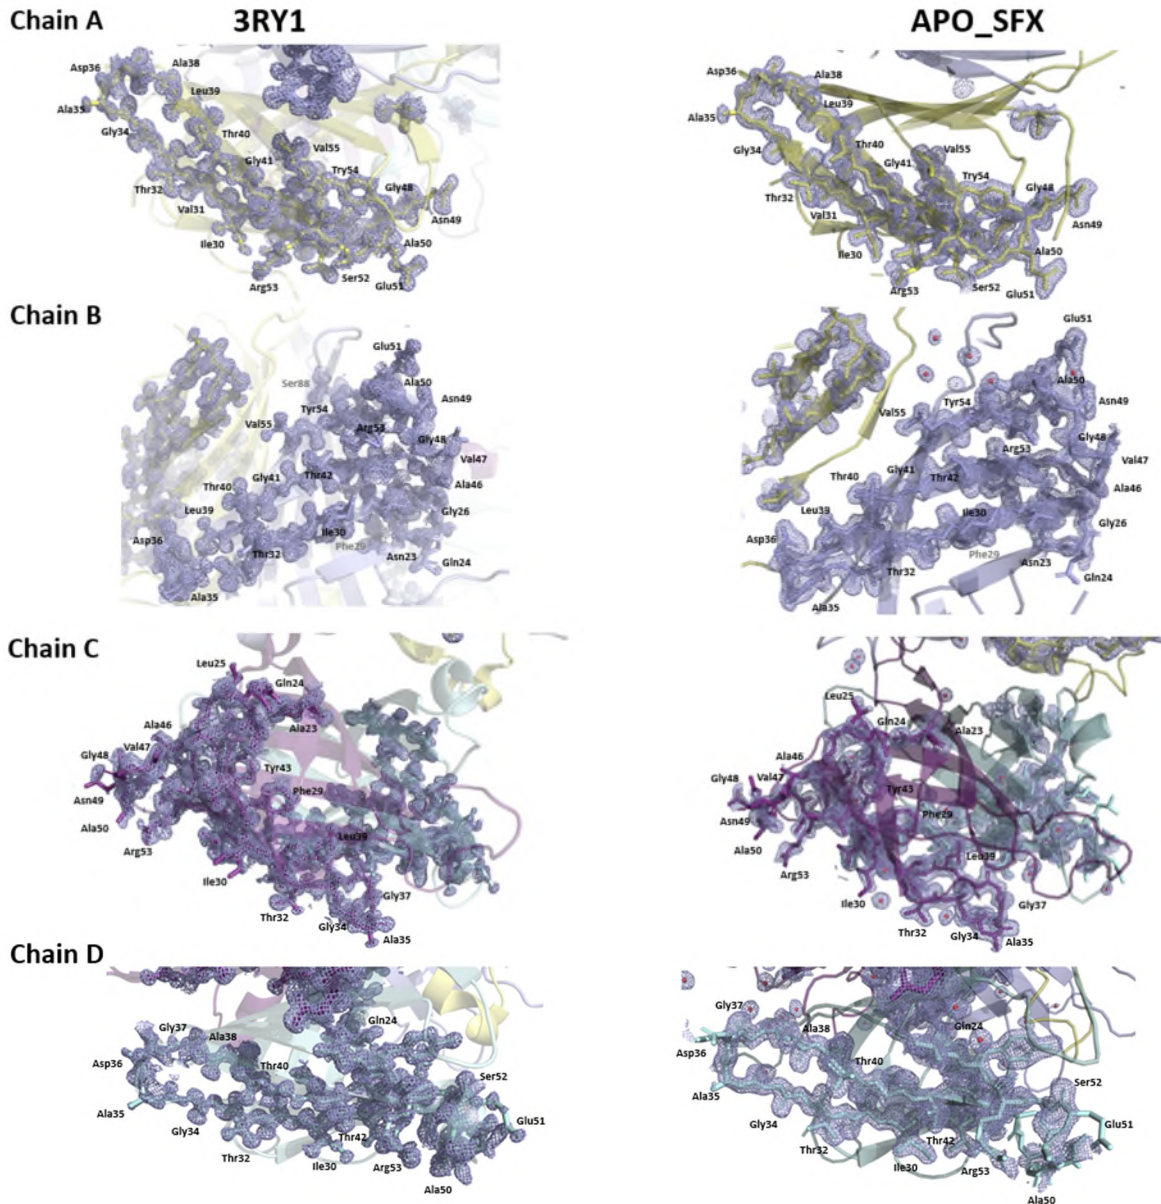 Chain A
3RY1
APO_SFX
Asp36
Ala38
Leu39
Ala35
Gly34
Thr40
Gly41
Val55
Try54
Thr32
Gly48
Val31
Asn49
Ile30
Ala50
Ser52
Arg53
Glu51
Asp36
Ala38
Leu39
Ala35
Thr40
Gly34
Gly41
Val55
Try54
Thr32
Gly48
Val31
Asn49
Ile30
Ala50
Arg53
Ser52
Glu51
Chain B
Glu51
Ser88
Ala50
Tyr54
Asn49
Val55
Arg53
Gly48
Val47
Gly41
Thr42
Thr40
Ala46
Leu39
Gly26
Asp36
Ile30
Phe29
Thr32
Asn23
Gln24
Ala35
Glu51
Ala50
Tyr54
Asn49
Val55
Gly48
Arg53
Val47
Thr40
Gly41
Thr42
Ala46
Leu39
Ile30
Gly26
Asp36
Phe29
Asn23
Thr32
Gln24
Ala35
Chain C
Leu25
Gln24
Ala46
Ala23
Val47
Gly48
Tyr43
Asn49
Phe29
Ala50
Leu39
Arg53
Ile30
Gly37
Thr32
Gly34
Ala35
Leu25
Gln24
Ala23
Ala46
Gly48
Val47
Tyr43
Asn49
Phe29
Ala50
Leu39
Arg53
Ile30
Gly37
Thr32
Gly34
Ala35
Chain D
Gly37
Gln24
Ala38
Asp36
Thr40
Ser52
Ala35
Glu51
Gly34
Thr42
Thr32
Ile30
Arg53
Ala50
Gly37
Ala38
Gln24
Asp36
Thr40
Ser52
Ala35
Gly34
Glu51
Thr42
Thr32
Ile30
Arg53
Ala50